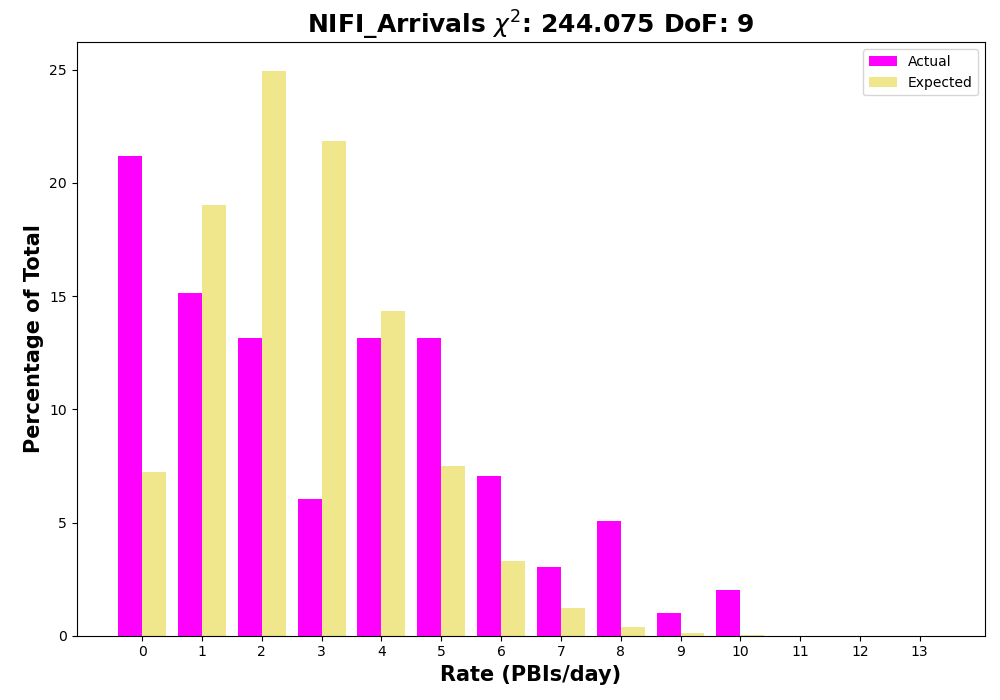 NIFI_Arrivals χ²: 244.075 DoF: 9
Actual
Expected
Percentage of Total
25
20
15
10
5
0
0 1 2 3 4 5 6 7 8 9 10 11 12 13
Rate (PBIs/day)